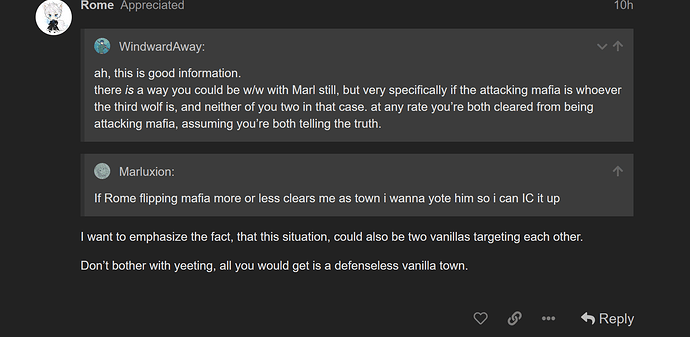 Rome Appreciated 10h
WindwardAway:
ah, this is good information.
there is a way you could be w/w with Marl still, but very specifically if the attacking mafia is whoever
the third wolf is, and neither of you two in that case. at any rate you’re both cleared from being
attacking mafia, assuming you’re both telling the truth.
Marluxion:
If Rome flipping mafia more or less clears me as town i wanna yote him so i can IC it up
I want to emphasize the fact, that this situation, could also be two vanillas targeting each other.
Don’t bother with yeeting, all you would get is a defenseless vanilla town.
Reply